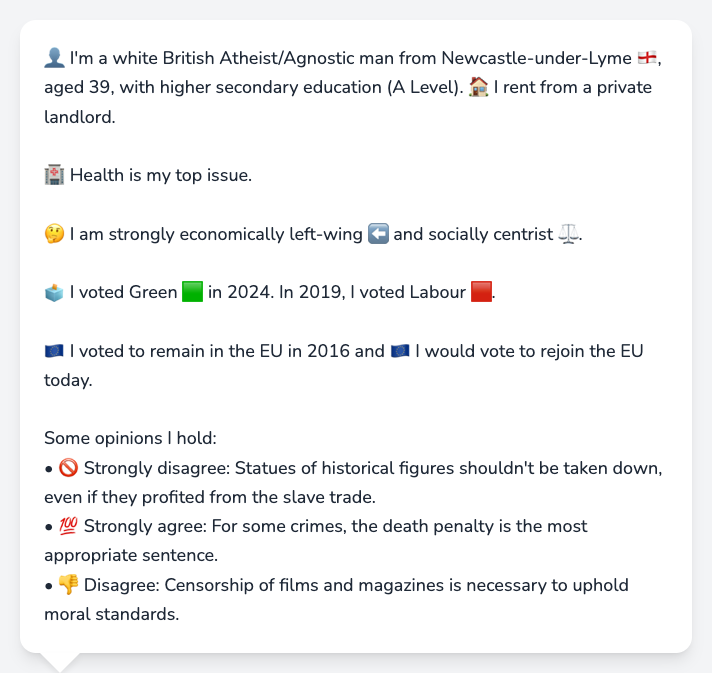 👤 I'm a white British Atheist/Agnostic man from Newcastle-under-Lyme 🏴󠁧󠁢󠁥󠁮󠁧󠁿,
aged 39, with higher secondary education (A Level). 🏠 I rent from a private
landlord.
🏥 Health is my top issue.
🤔 I am strongly economically left-wing ⬅️ and socially centrist ⚖️.
🗳️ I voted Green 🟩 in 2024. In 2019, I voted Labour 🟥.
🇪🇺 I voted to remain in the EU in 2016 and 🇪🇺 I would vote to rejoin the EU
today.
Some opinions I hold:
• 🚫 Strongly disagree: Statues of historical figures shouldn't be taken down,
even if they profited from the slave trade.
• 💯 Strongly agree: For some crimes, the death penalty is the most
appropriate sentence.
• 👎 Disagree: Censorship of films and magazines is necessary to uphold
moral standards.